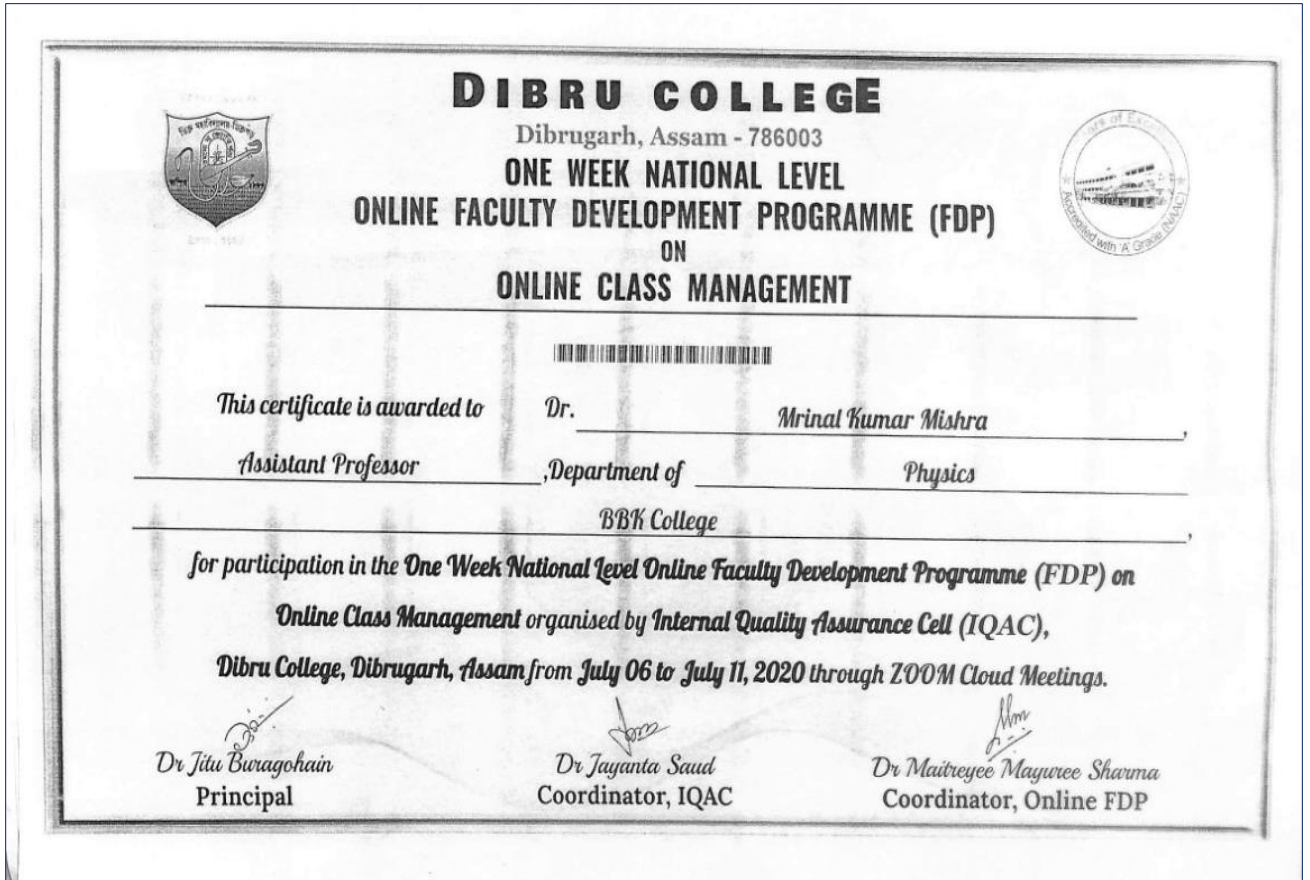 DIBRU COLLEGE
Dibrugarh, Assam - 786003
ONE WEEK NATIONAL LEVEL
ONLINE FACULTY DEVELOPMENT PROGRAMME (FDP)
ON
ONLINE CLASS MANAGEMENT
Accredited with 'A' Grade (NAAC)
This certificate is awarded to Dr. Mrinal Kumar Mishra,
Assistant Professor ,Department of Physics
BBK College,
for participation in the One Week National Level Online Faculty Development Programme (FDP) on
Online Class Management organised by Internal Quality Assurance Cell (IQAC),
Dibru College, Dibrugarh, Assam from July 06 to July 11, 2020 through ZOOM Cloud Meetings.
Dr Jitu Buragohain Dr Jayanta Saud Dr Maitreyee Mayuree Sharma
Principal Coordinator, IQAC Coordinator, Online FDP